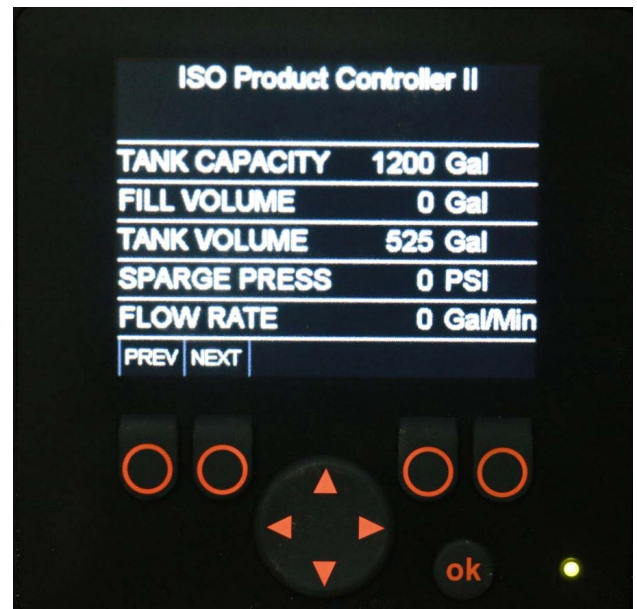 ISO Product Controller II
TANK CAPACITY 1200 Gal
FILL VOLUME 0 Gal
TANK VOLUME 525 Gal
SPARGE PRESS 0 PSI
FLOW RATE 0 Gal/Min
PREV NEXT
ok